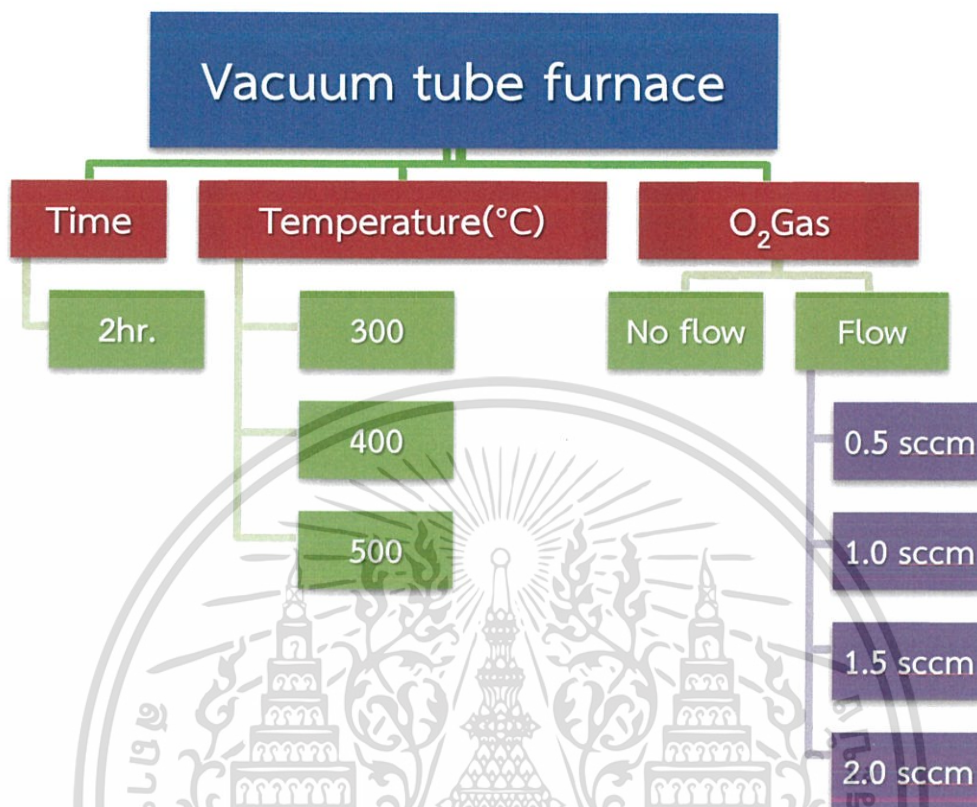 Vacuum tube furnace
Time
Temperature(°C)
O₂Gas
2hr.
300
No flow
Flow
400
0.5 sccm
500
1.0 sccm
1.5 sccm
2.0 sccm